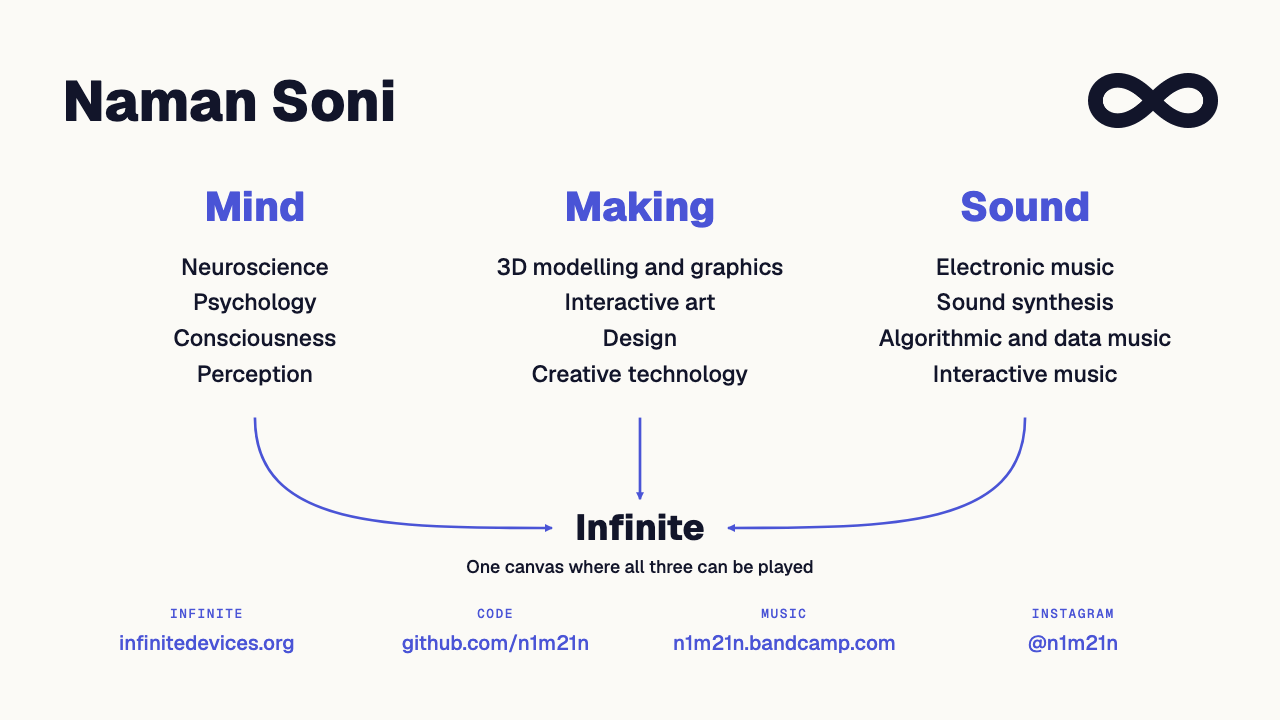 Naman Soni
Mind
Neuroscience
Psychology
Consciousness
Perception
Making
3D modelling and graphics
Interactive art
Design
Creative technology
Sound
Electronic music
Sound synthesis
Algorithmic and data music
Interactive music
Infinite
One canvas where all three can be played
INFINITE
infinitedevices.org
CODE
github.com/n1m21n
MUSIC
n1m21n.bandcamp.com
INSTAGRAM
@n1m21n